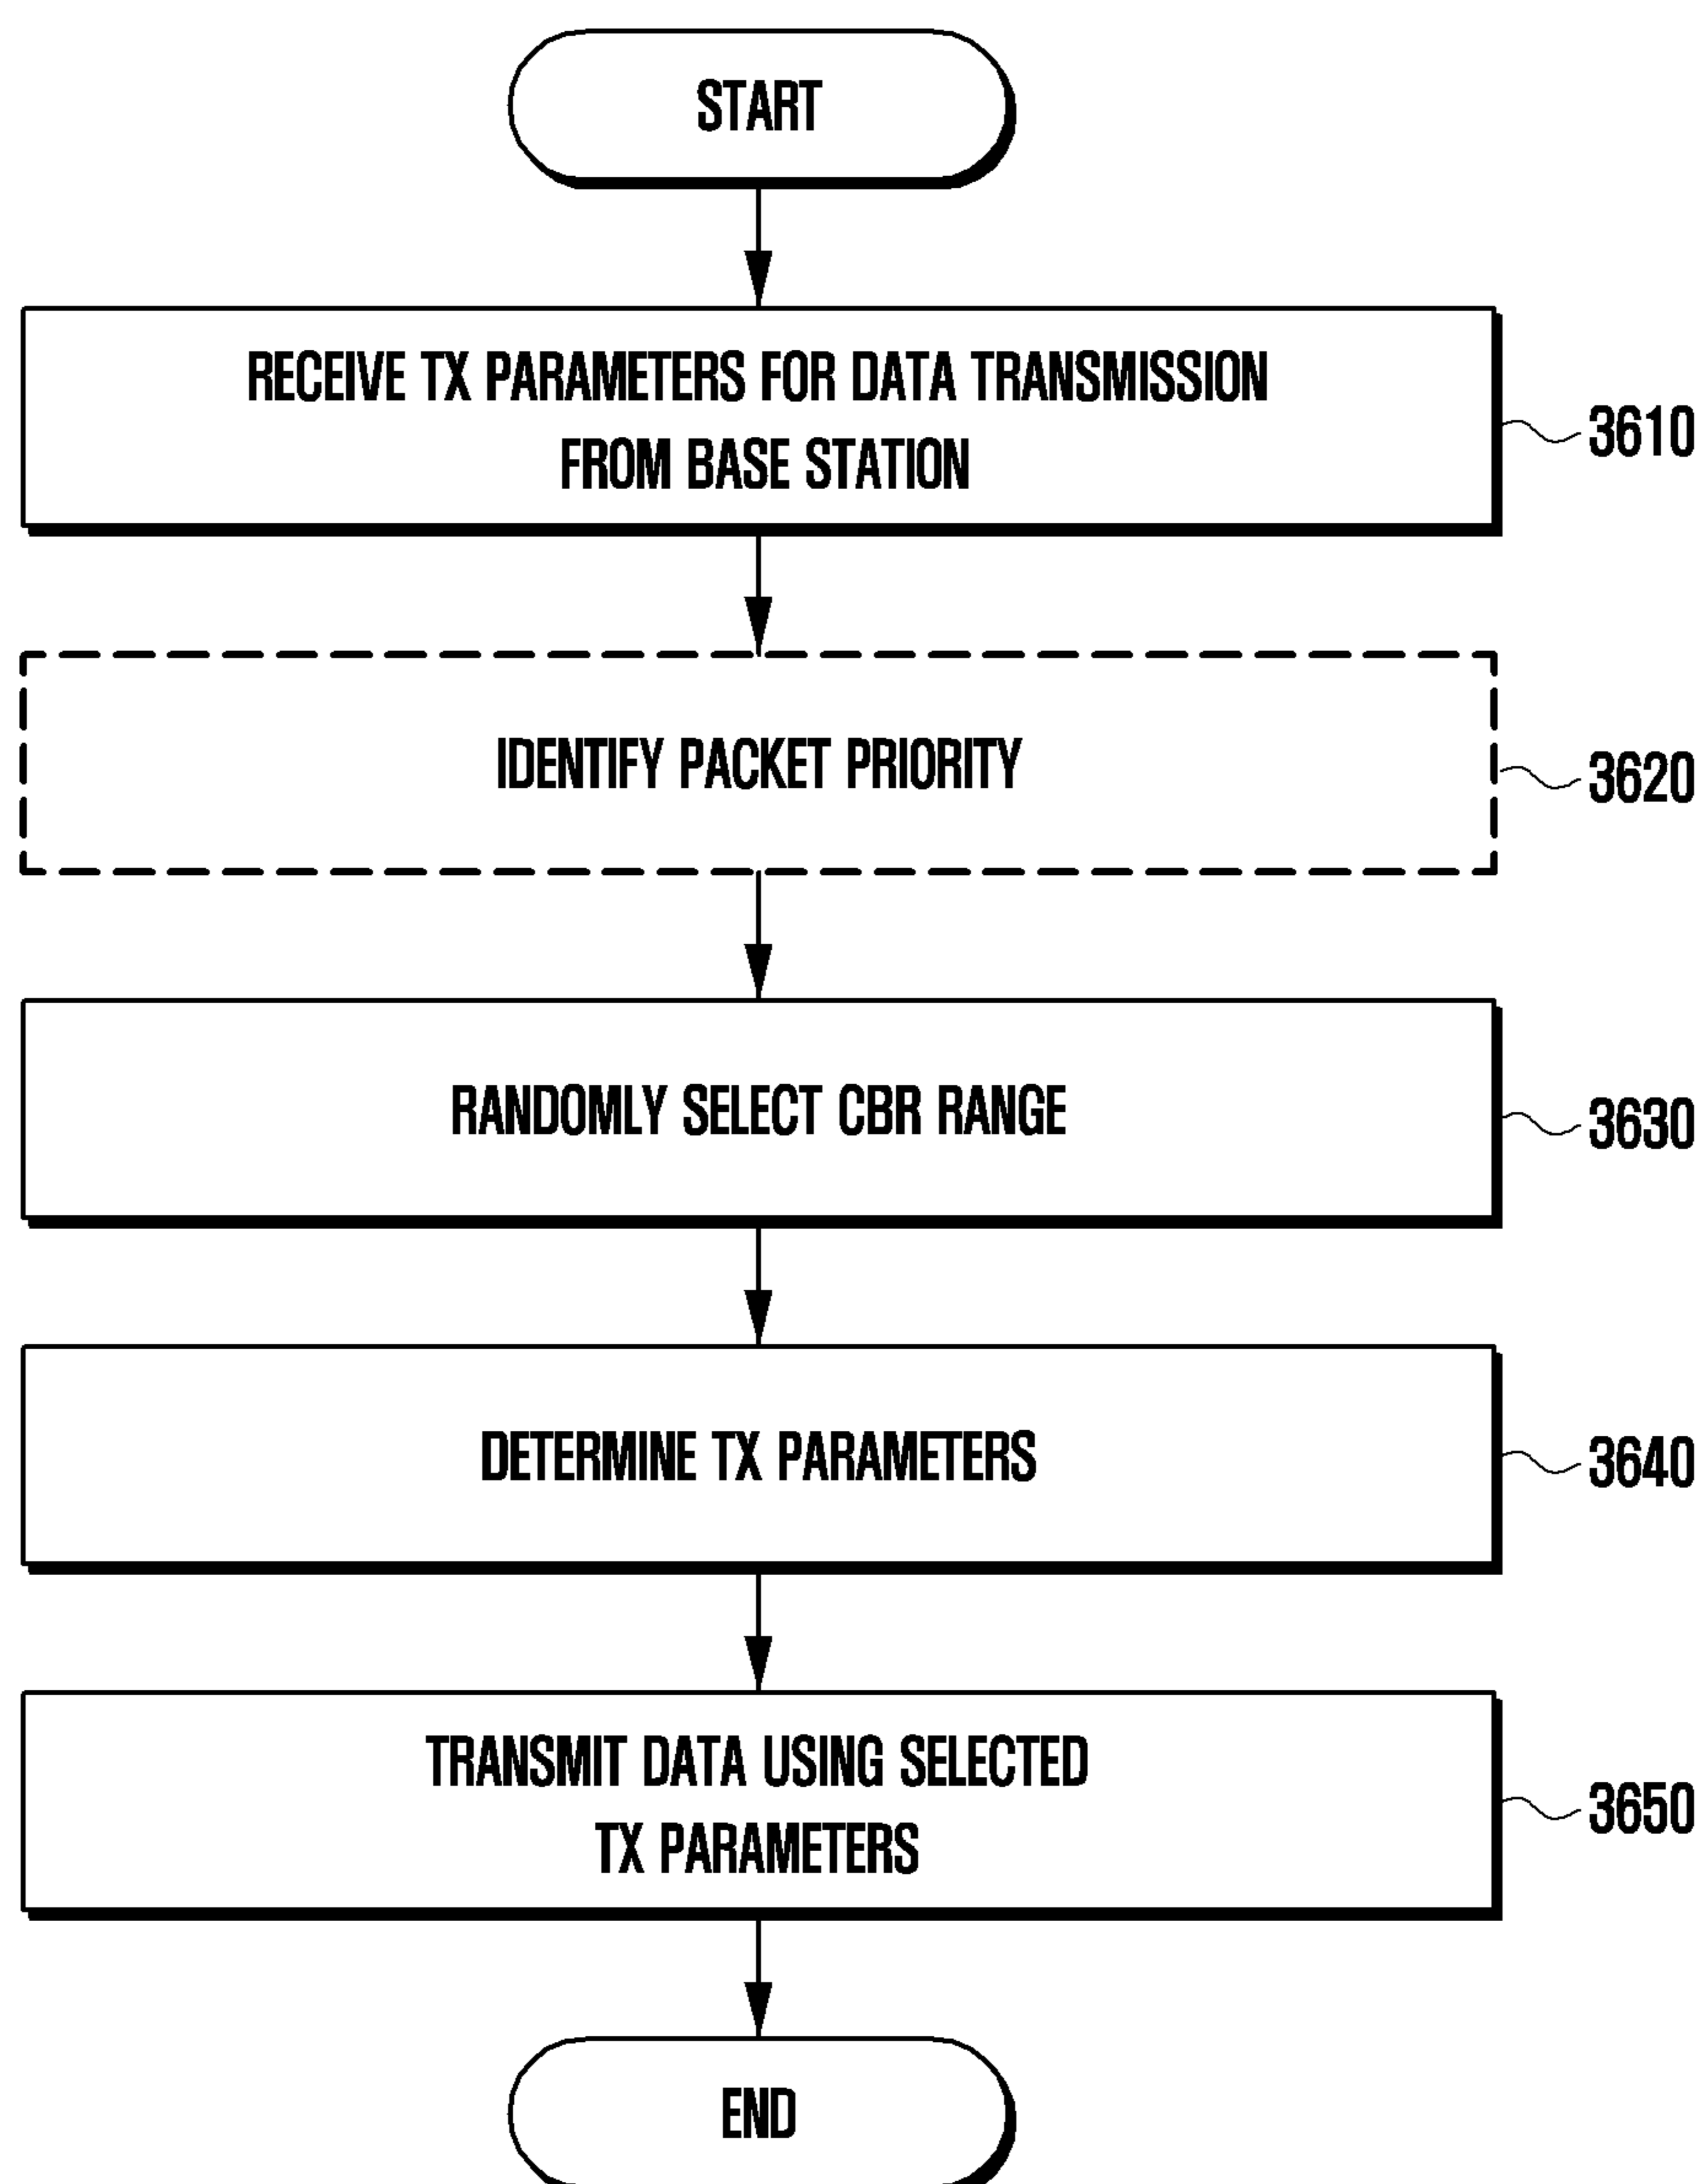 START
RECEIVE TX PARAMETERS FOR DATA TRANSMISSION
FROM BASE STATION
3610
IDENTIFY PACKET PRIORITY
3620
RANDOMLY SELECT CBR RANGE
3630
DETERMINE TX PARAMETERS
3640
TRANSMIT DATA USING SELECTED
TX PARAMETERS
3650
END